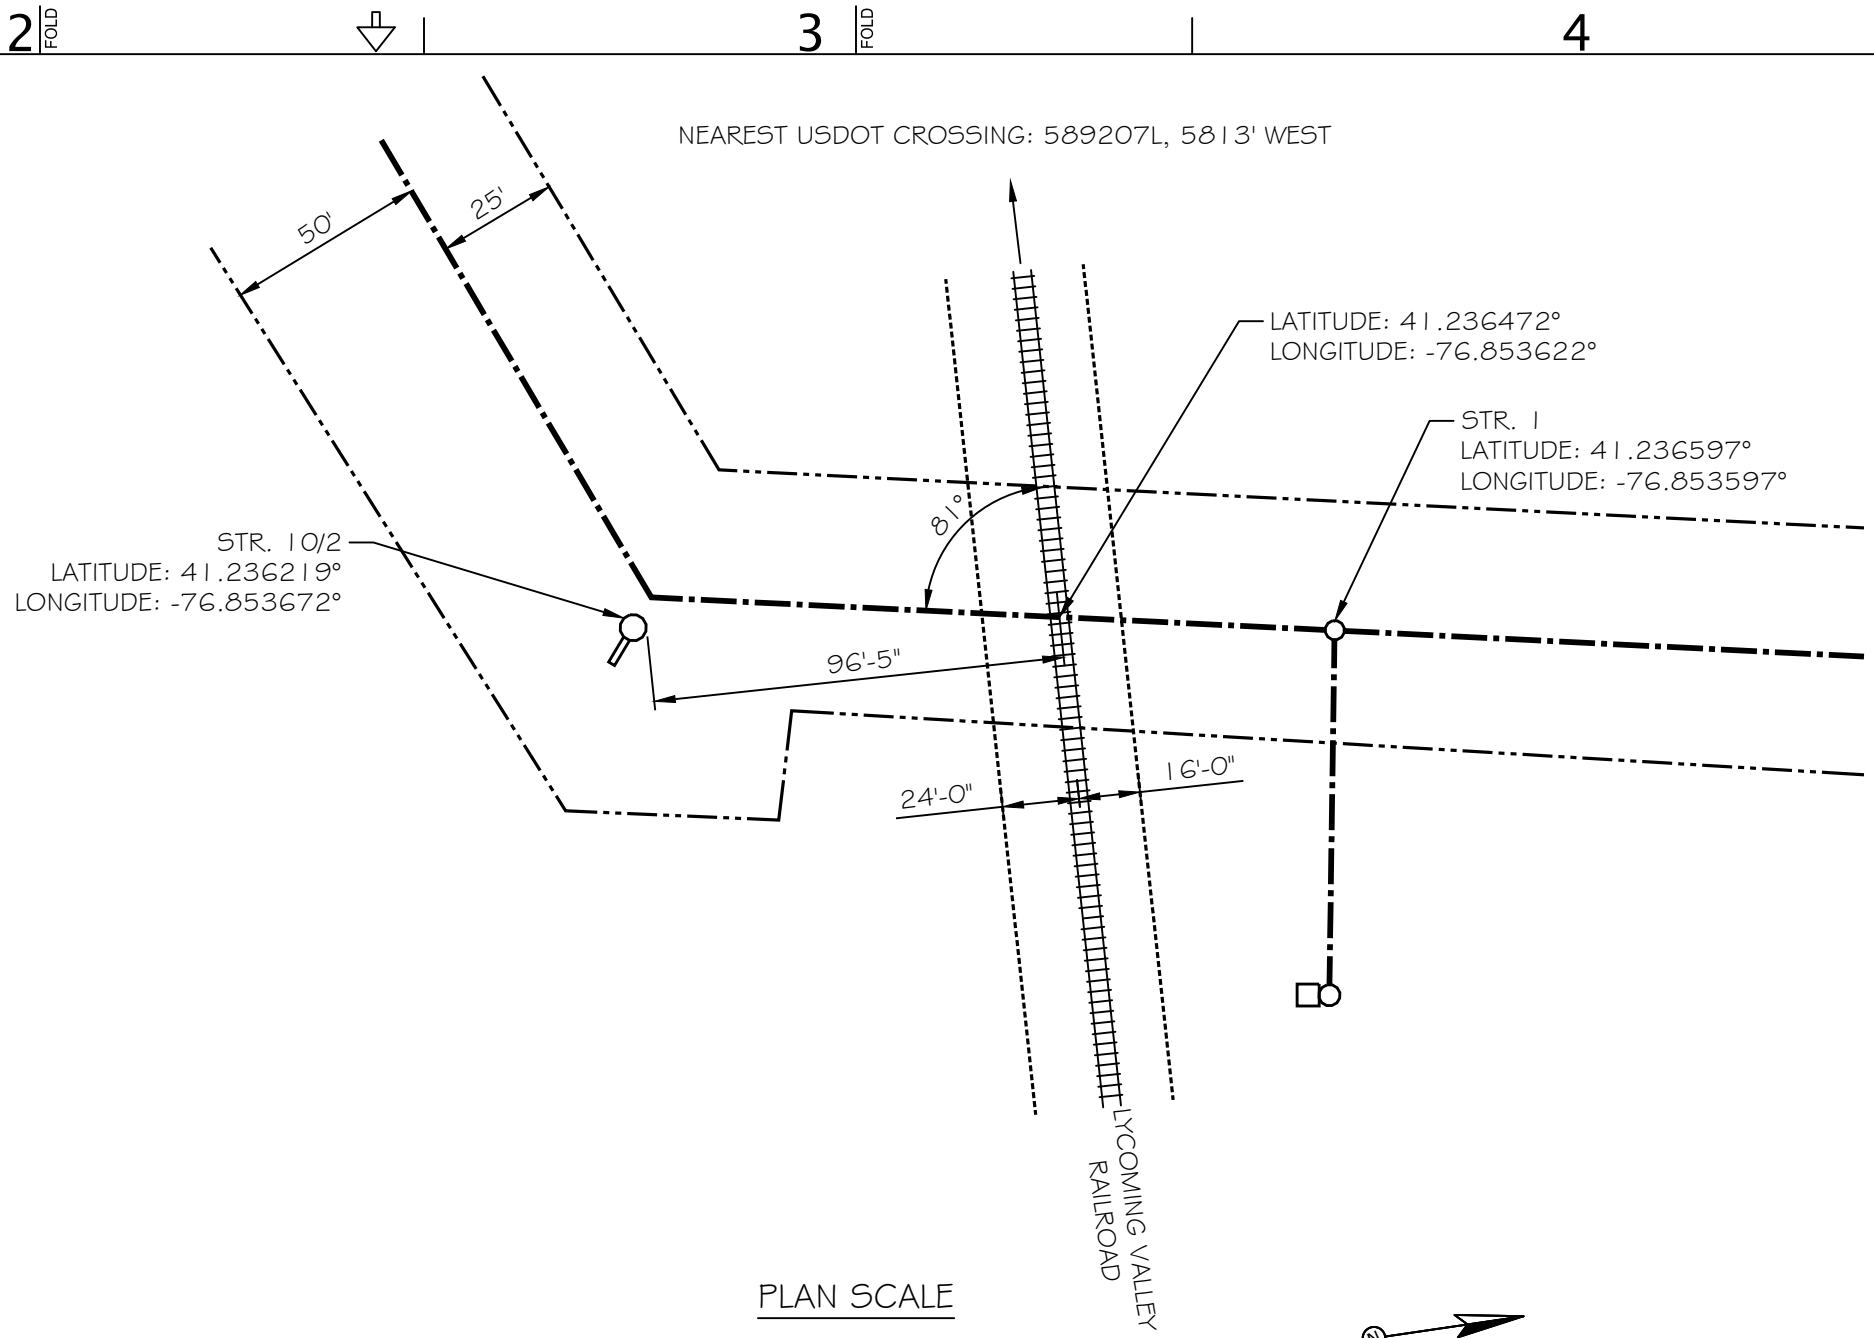 2 FOLD 3 FOLD 4
NEAREST USDOT CROSSING: 589207L, 5813' WEST
50'
25'
LATITUDE: 41.236472°
LONGITUDE: -76.853622°
STR. 1
LATITUDE: 41.236597°
LONGITUDE: -76.853597°
81°
STR. 10/2
LATITUDE: 41.236219°
LONGITUDE: -76.853672°
96'-5"
24'-0"
16'-0"
LYCOMING VALLEY
RAILROAD
PLAN SCALE